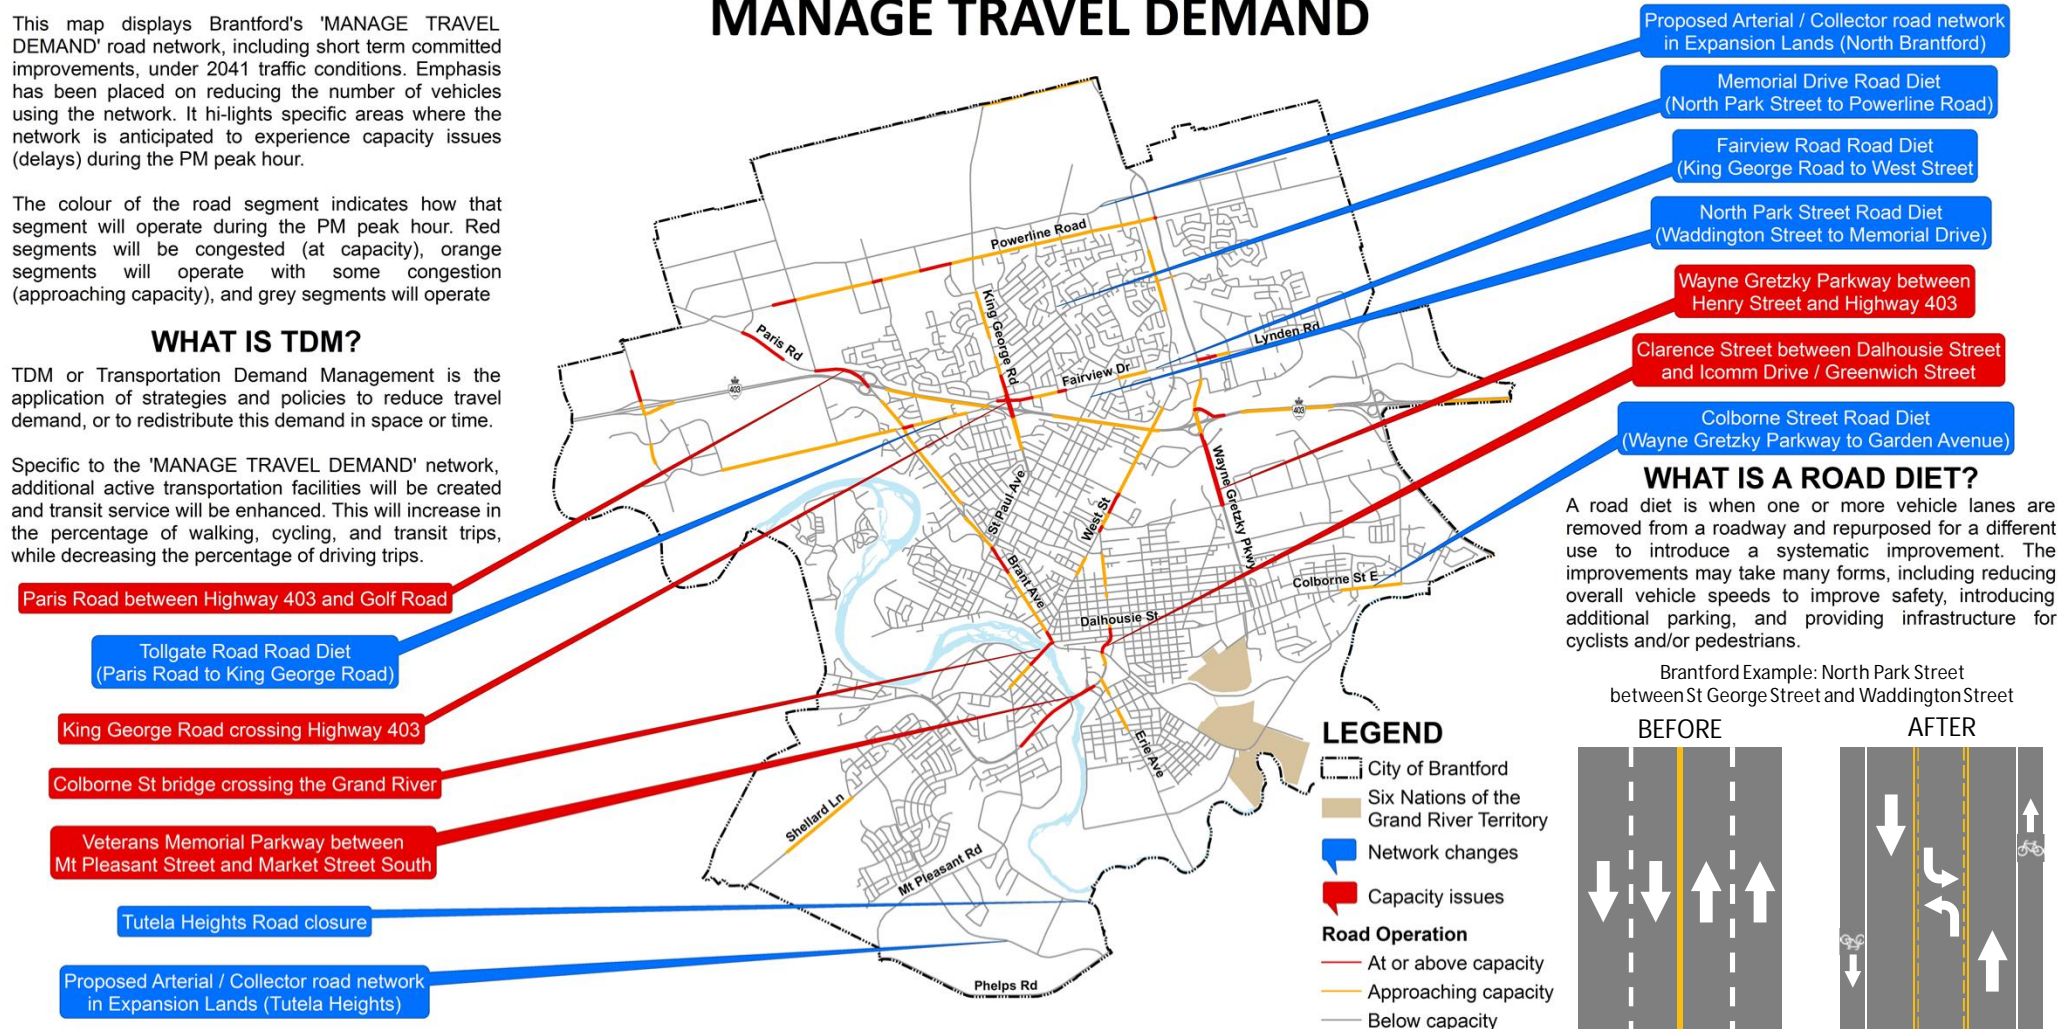 MANAGE TRAVEL DEMAND
This map displays Brantford's 'MANAGE TRAVEL
DEMAND' road network, including short term committed
improvements, under 2041 traffic conditions. Emphasis
has been placed on reducing the number of vehicles
using the network. It hi-lights specific areas where the
network is anticipated to experience capacity issues
(delays) during the PM peak hour.
The colour of the road segment indicates how that
segment will operate during the PM peak hour. Red
segments will be congested (at capacity), orange
segments will operate with some congestion
(approaching capacity), and grey segments will operate
WHAT IS TDM?
TDM or Transportation Demand Management is the
application of strategies and policies to reduce travel
demand, or to redistribute this demand in space or time.
Specific to the 'MANAGE TRAVEL DEMAND' network,
additional active transportation facilities will be created
and transit service will be enhanced. This will increase in
the percentage of walking, cycling, and transit trips,
while decreasing the percentage of driving trips.
Paris Road between Highway 403 and Golf Road
Tollgate Road Road Diet
(Paris Road to King George Road)
King George Road crossing Highway 403
Colborne St bridge crossing the Grand River
Veterans Memorial Parkway between
Mt Pleasant Street and Market Street South
Tutela Heights Road closure
Proposed Arterial / Collector road network
in Expansion Lands (Tutela Heights)
Powerline Road
King George Rd
Paris Rd
Lynden Rd
Fairview Dr
403
403
St Paul Ave
West St
Wayne Gretzky Pkwy
Brant Ave
Colborne St E
Dalhousie St
Erie Ave
Shellard Ln
Mt Pleasant Rd
Phelps Rd
Proposed Arterial / Collector road network
in Expansion Lands (North Brantford)
Memorial Drive Road Diet
(North Park Street to Powerline Road)
Fairview Road Road Diet
(King George Road to West Street
North Park Street Road Diet
(Waddington Street to Memorial Drive)
Wayne Gretzky Parkway between
Henry Street and Highway 403
Clarence Street between Dalhousie Street
and Icomm Drive / Greenwich Street
Colborne Street Road Diet
(Wayne Gretzky Parkway to Garden Avenue)
WHAT IS A ROAD DIET?
A road diet is when one or more vehicle lanes are
removed from a roadway and repurposed for a different
use to introduce a systematic improvement. The
improvements may take many forms, including reducing
overall vehicle speeds to improve safety, introducing
additional parking, and providing infrastructure for
cyclists and/or pedestrians.
Brantford Example: North Park Street
between St George Street and Waddington Street
BEFORE
AFTER
LEGEND
City of Brantford
Six Nations of the
Grand River Territory
Network changes
Capacity issues
Road Operation
At or above capacity
Approaching capacity
Below capacity